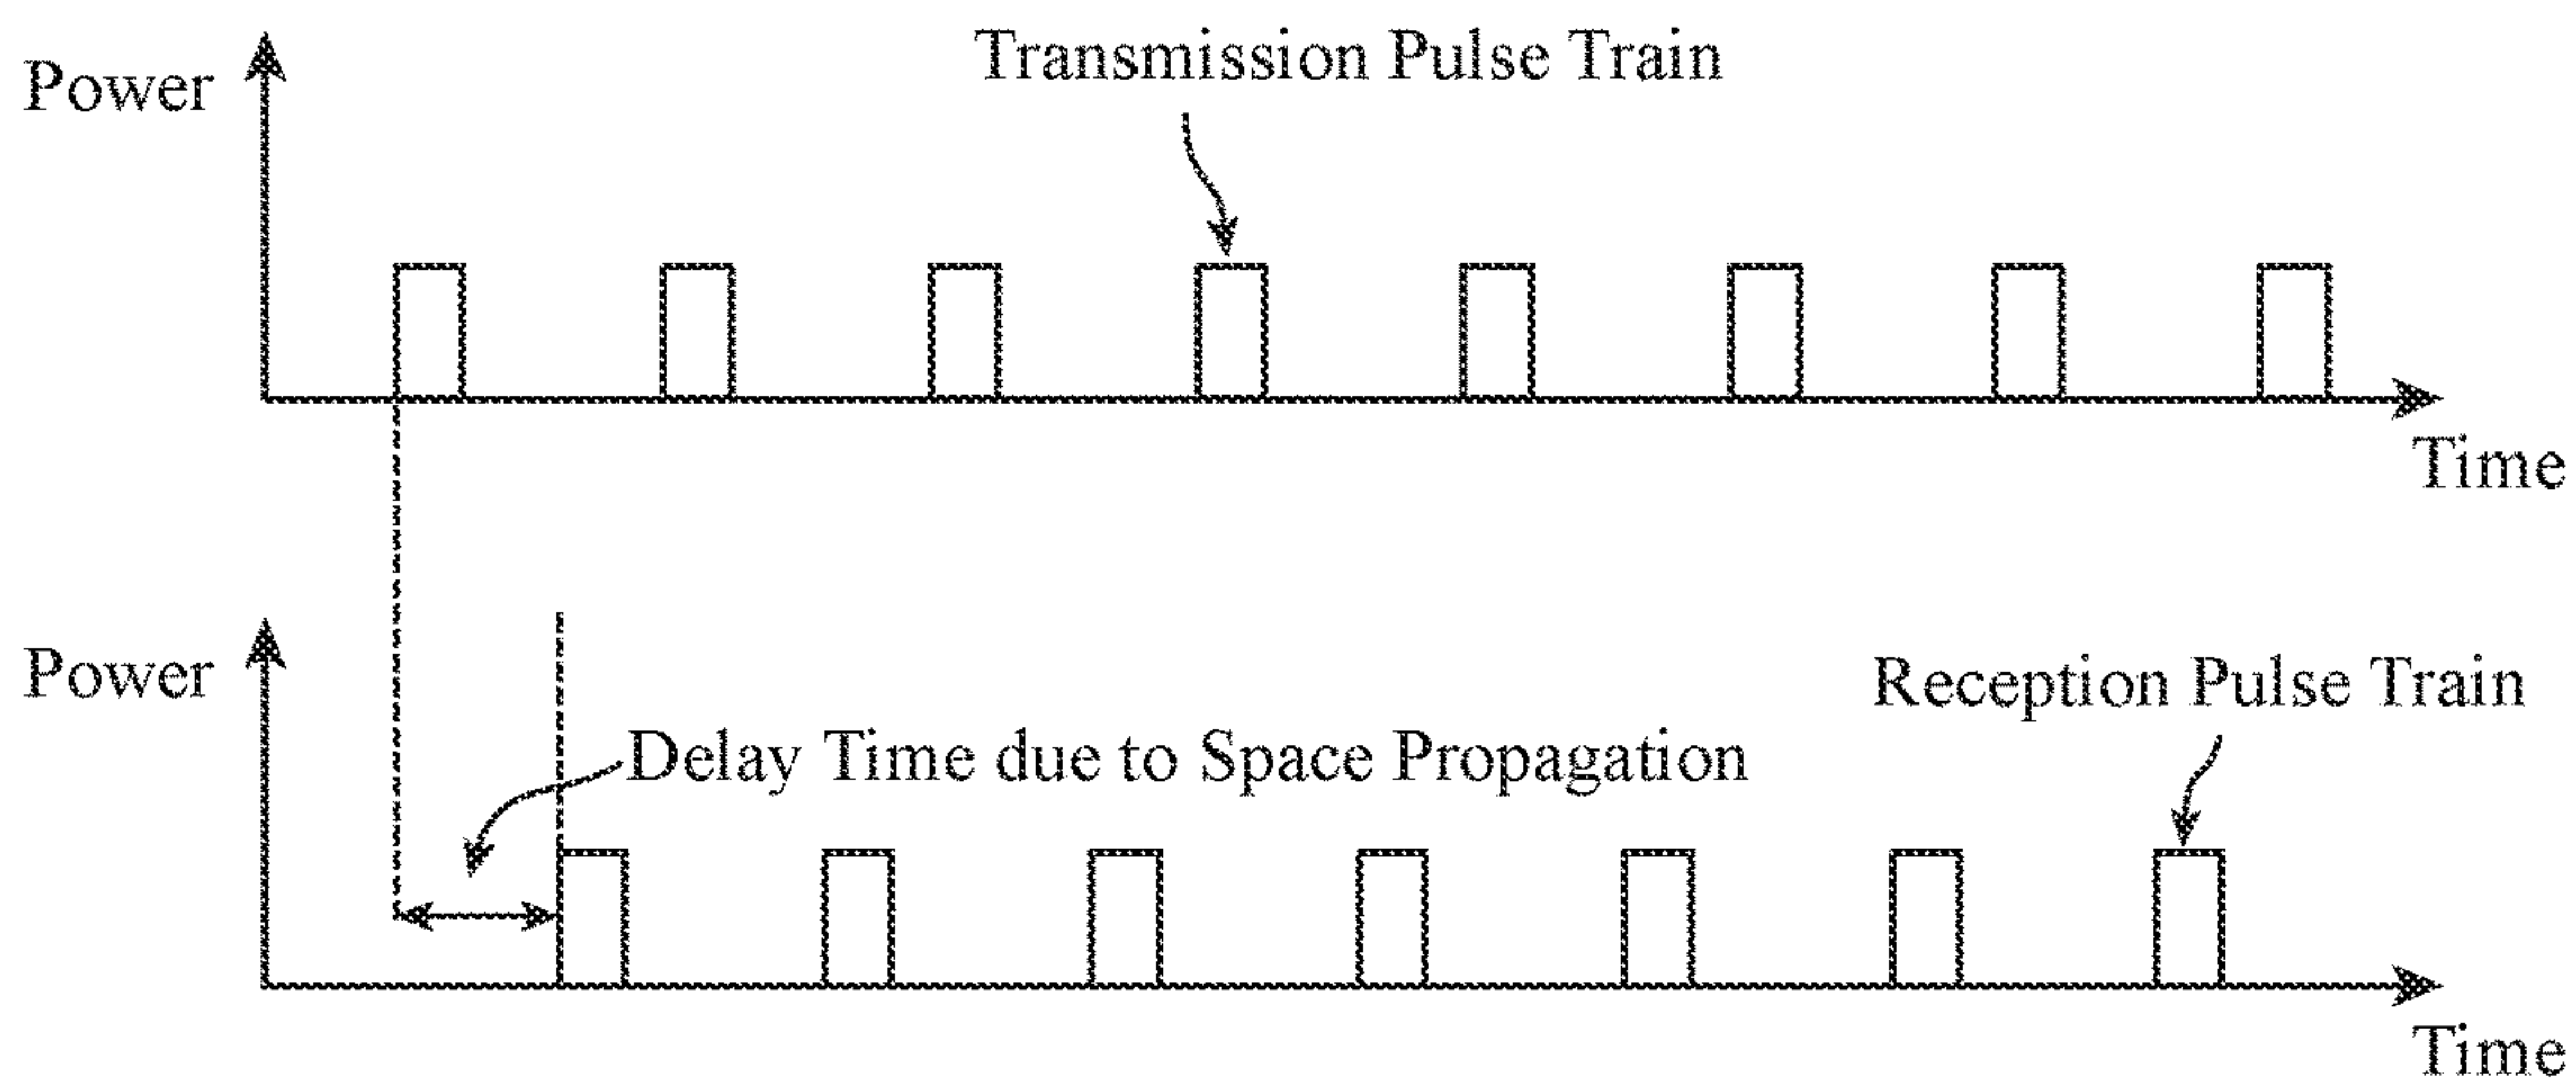 Transmission Pulse Train
Power
Time
Power
Reception Pulse Train
Delay Time due to Space Propagation
Time